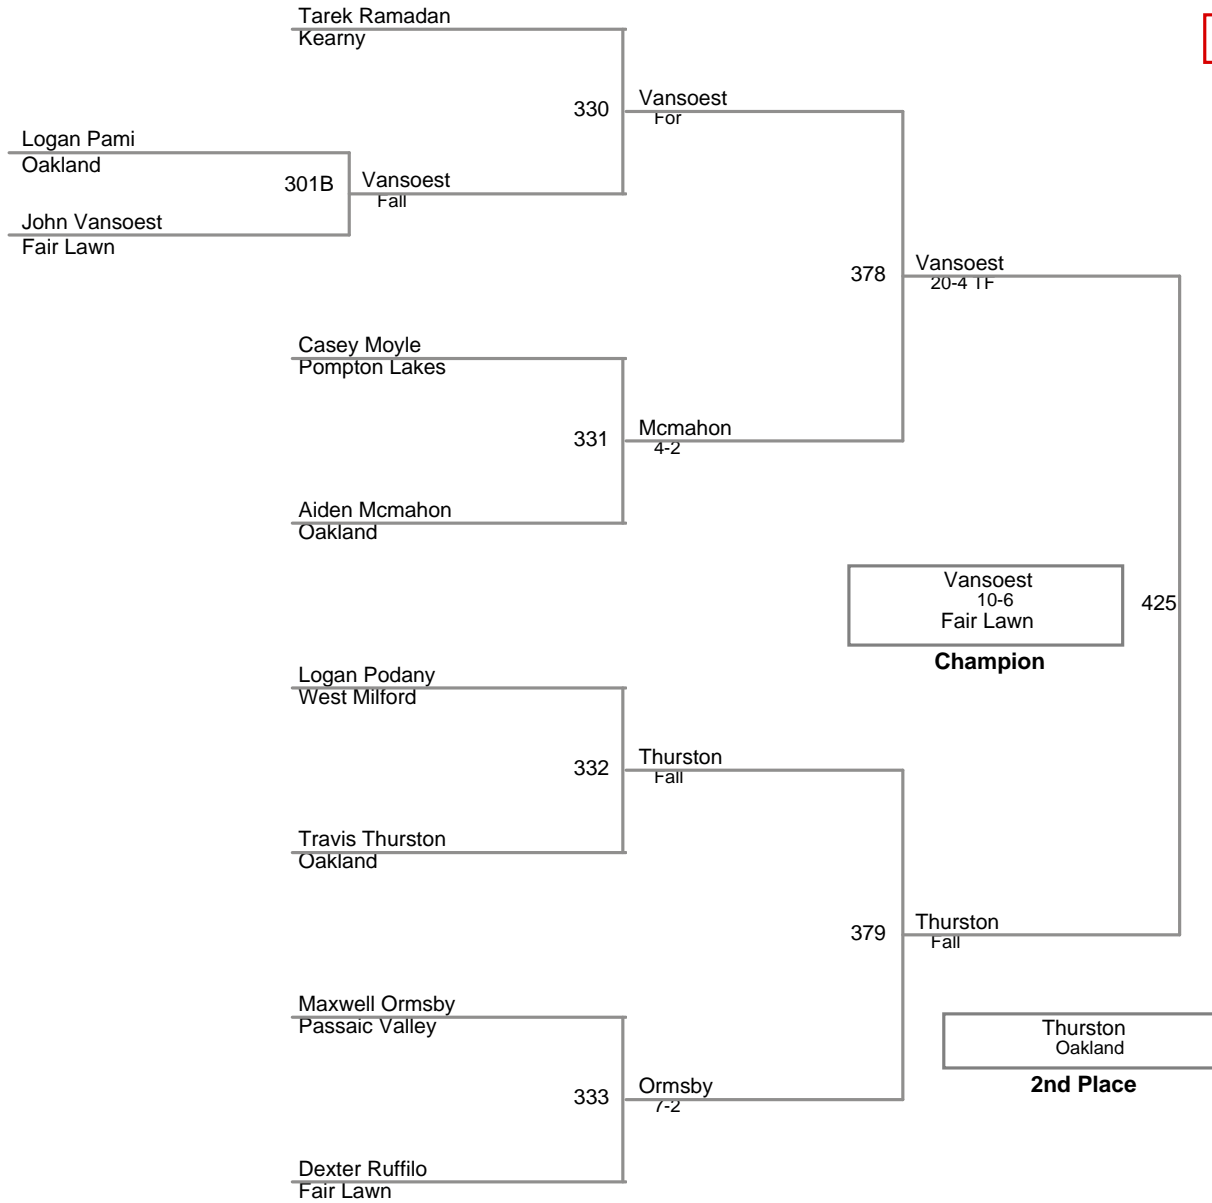 Tarek Ramadan
Kearny
330
Vansoest
For
Logan Pami
Oakland
301B
Vansoest
Fall
John Vansoest
Fair Lawn
378
Vansoest
20-4 TF
Casey Moyle
Pompton Lakes
331
Mcmahon
4-2
Aiden Mcmahon
Oakland
Vansoest
10-6
Fair Lawn
Champion
425
Logan Podany
West Milford
332
Thurston
Fall
Travis Thurston
Oakland
379
Thurston
Fall
Maxwell Ormsby
Passaic Valley
333
Ormsby
7-2
Thurston
Oakland
2nd Place
Dexter Ruffilo
Fair Lawn